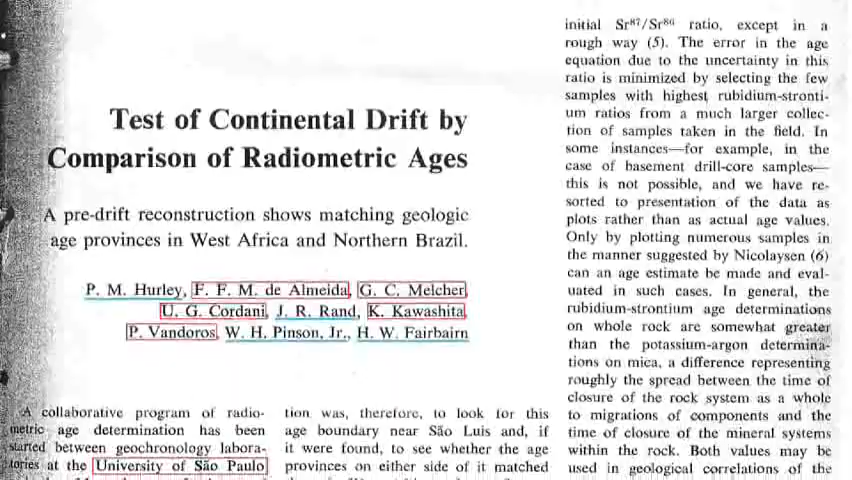 Test of Continental Drift by
Comparison of Radiometric Ages
A pre-drift reconstruction shows matching geologic
age provinces in West Africa and Northern Brazil.
P. M. Hurley, F. F. M. de Almeida, G. C. Melcher,
U. G. Cordani, J. R. Rand, K. Kawashita,
P. Vandoros, W. H. Pinson, Jr., H. W. Fairbairn
A collaborative program of radio-
metric age determination has been
started between geochronology labora-
tories at the University of São Paulo
tion was, therefore, to look for this
age boundary near São Luis and, if
it were found, to see whether the age
provinces on either side of it matched
initial Sr⁸⁷/Sr⁸⁶ ratio, except in a
rough way (5). The error in the age
equation due to the uncertainty in this
ratio is minimized by selecting the few
samples with highest rubidium-stronti-
um ratios from a much larger collec-
tion of samples taken in the field. In
some instances—for example, in the
case of basement drill-core samples—
this is not possible, and we have re-
sorted to presentation of the data as
plots rather than as actual age values.
Only by plotting numerous samples in
the manner suggested by Nicolaysen (6)
can an age estimate be made and eval-
uated in such cases. In general, the
rubidium-strontium age determinations
on whole rock are somewhat greater
than the potassium-argon determina-
tions on mica, a difference representing
roughly the spread between the time of
closure of the rock system as a whole
to migrations of components and the
time of closure of the mineral systems
within the rock. Both values may be
used in geological correlations of the